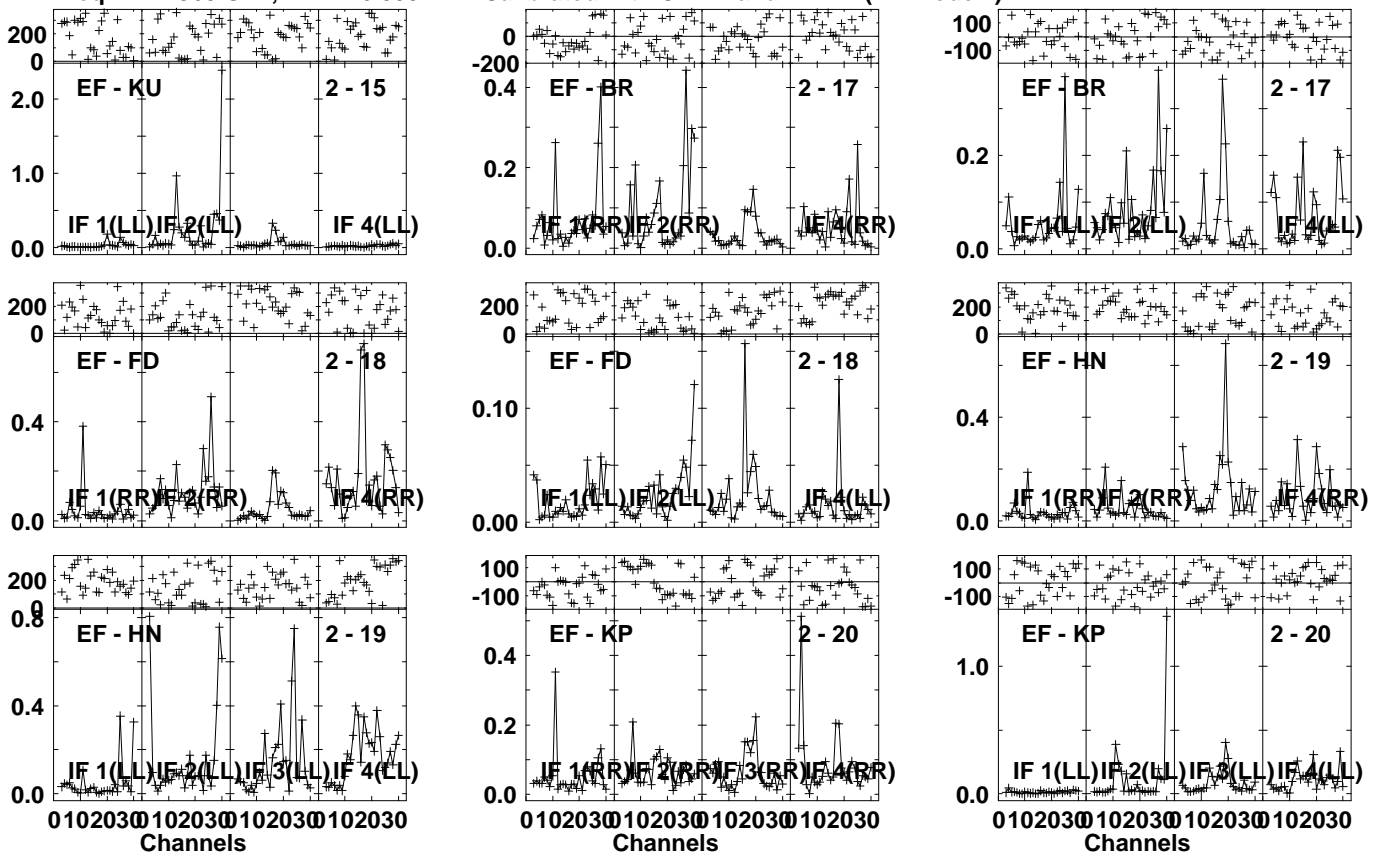 200
0
EF - KU 2 - 15
2.0
1.0
0.0
IF 1(LL) IF 2(LL) IF 4(LL)
0
-200
EF - BR 2 - 17
0.4
0.2
0.0
IF 1(RR) IF 2(RR) IF 4(RR)
100
-100
EF - BR 2 - 17
0.2
0.0
IF 1(LL) IF 2(LL) IF 4(LL)
200
0
EF - FD 2 - 18
0.4
0.0
IF 1(RR) IF 2(RR) IF 4(RR)
200
0
EF - FD 2 - 18
0.10
0.00
IF 1(LL) IF 2(LL) IF 4(LL)
200
0
EF - HN 2 - 19
0.4
0.0
IF 1(RR) IF 2(RR) IF 4(RR)
200
0
EF - HN 2 - 19
0.8
0.4
0.0
IF 1(LL) IF 2(LL) IF 3(LL) IF 4(LL)
0102030 0102030 0102030 0102030
Channels
100
-100
EF - KP 2 - 20
0.4
0.2
0.0
IF 1(RR) IF 2(RR) IF 3(RR) IF 4(RR)
0102030 0102030 0102030 0102030
Channels
100
-100
EF - KP 2 - 20
1.0
0.0
IF 1(LL) IF 2(LL) IF 3(LL) IF 4(LL)
0102030 0102030 0102030 0102030
Channels